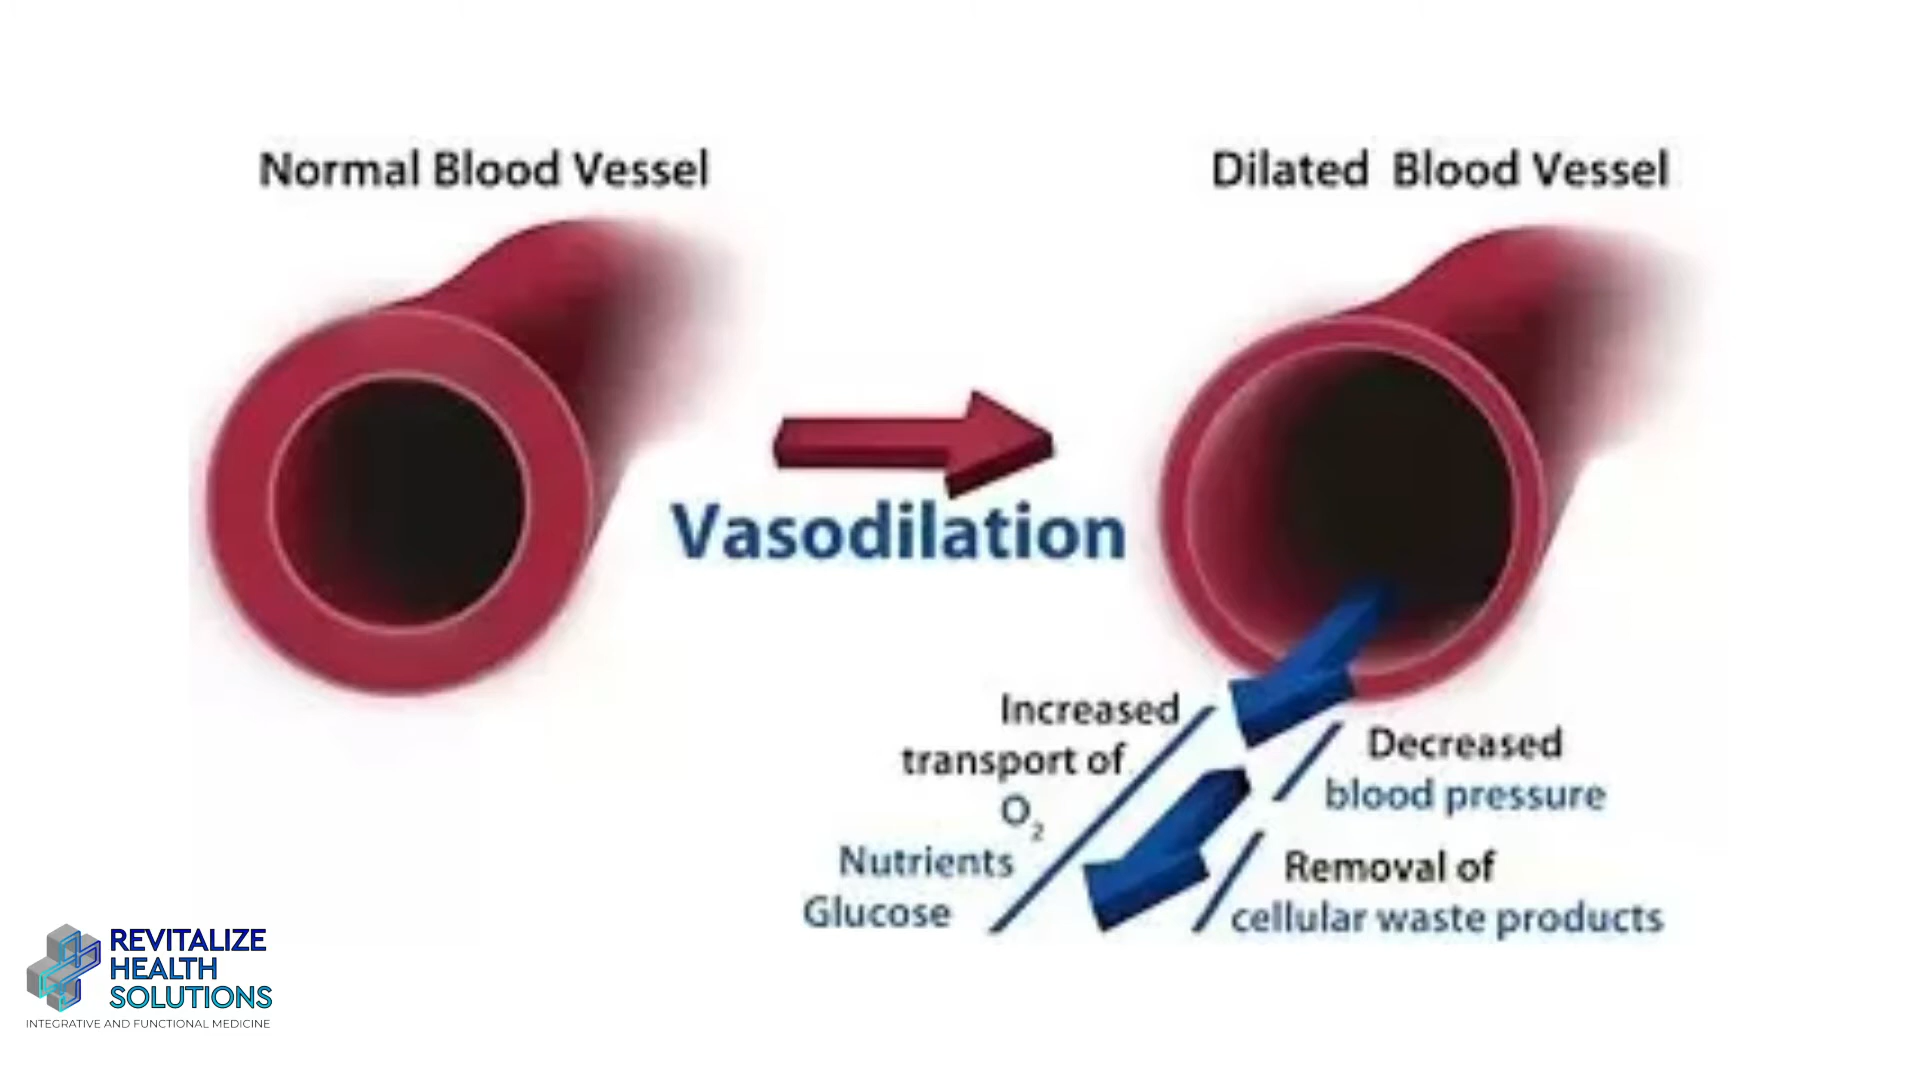 Normal Blood Vessel
Dilated Blood Vessel
Vasodilation
Increased
transport of
O₂
Nutrients
Glucose
Decreased
blood pressure
Removal of
cellular waste products
REVITALIZE
HEALTH
SOLUTIONS
INTEGRATIVE AND FUNCTIONAL MEDICINE